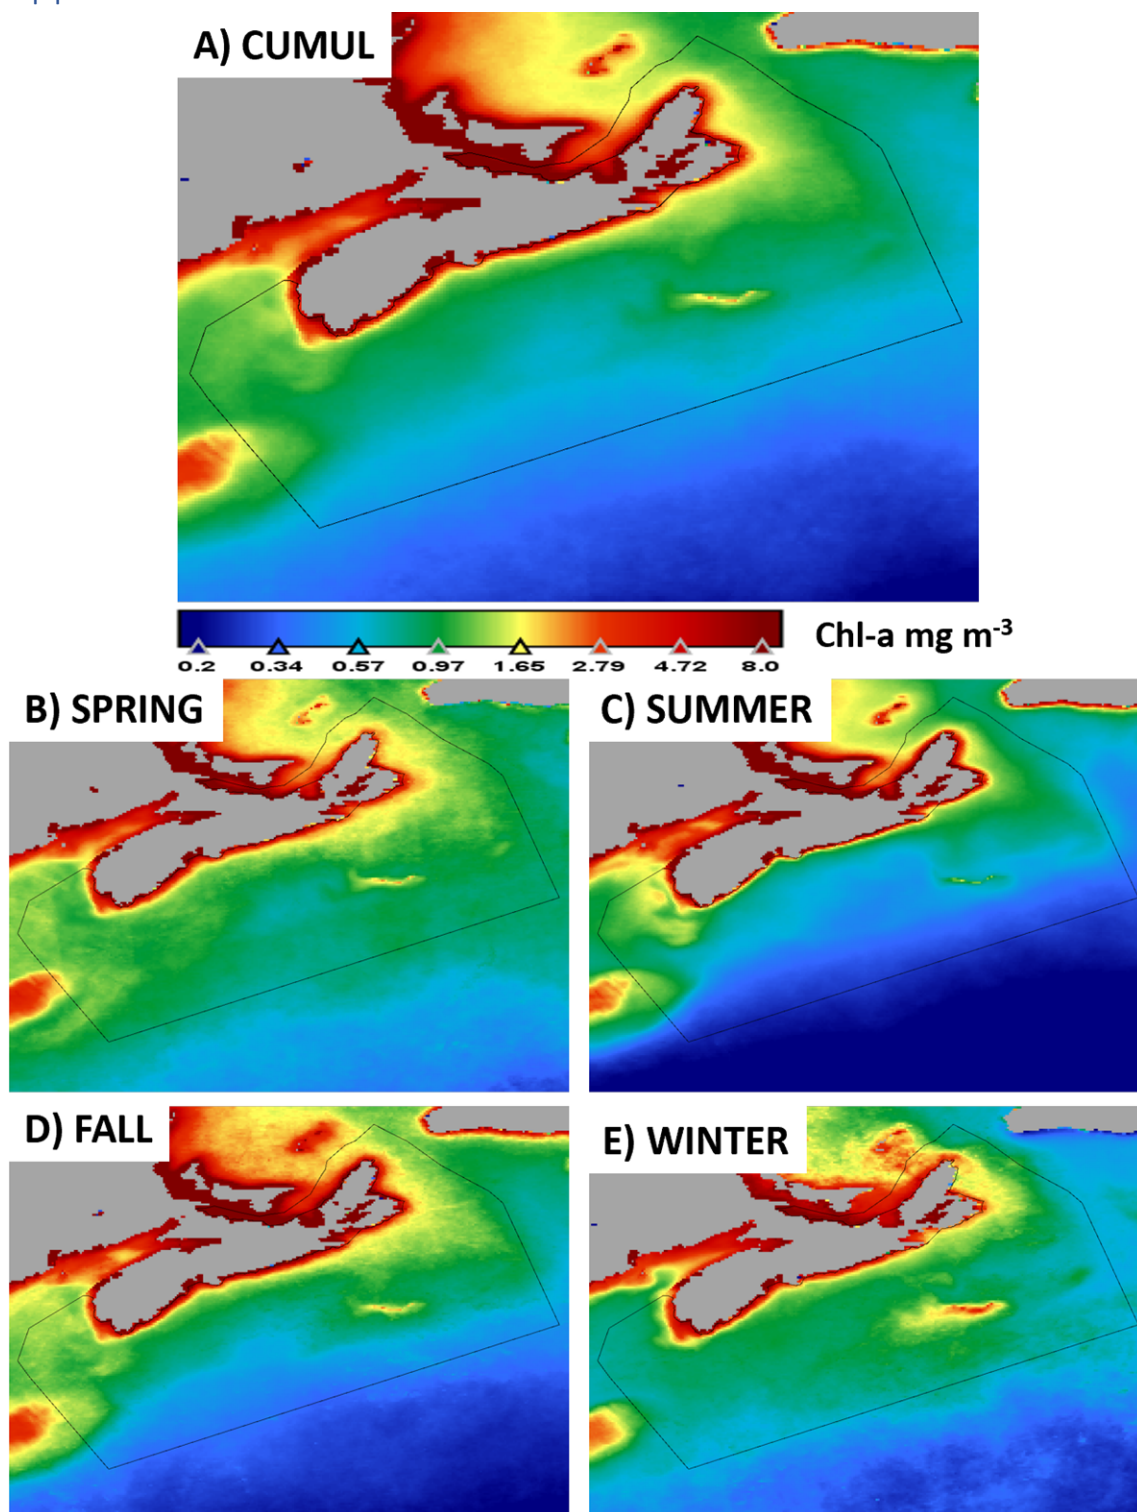 A) CUMUL
0.2 0.34 0.57 0.97 1.65 2.79 4.72 8.0
Chl-a mg m-3
B) SPRING
C) SUMMER
D) FALL
E) WINTER